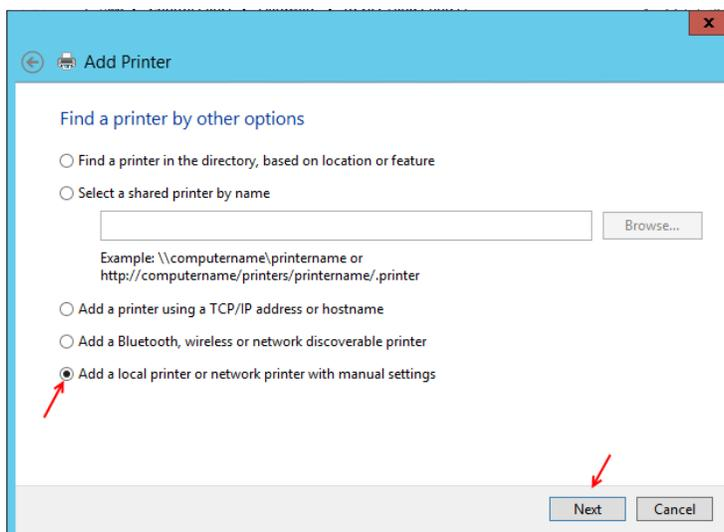 x
Add Printer
Find a printer by other options
Find a printer in the directory, based on location or feature
Select a shared printer by name
Browse...
Example: \\computername\printername or
http://computername/printers/printername/.printer
Add a printer using a TCP/IP address or hostname
Add a Bluetooth, wireless or network discoverable printer
Add a local printer or network printer with manual settings
Next
Cancel